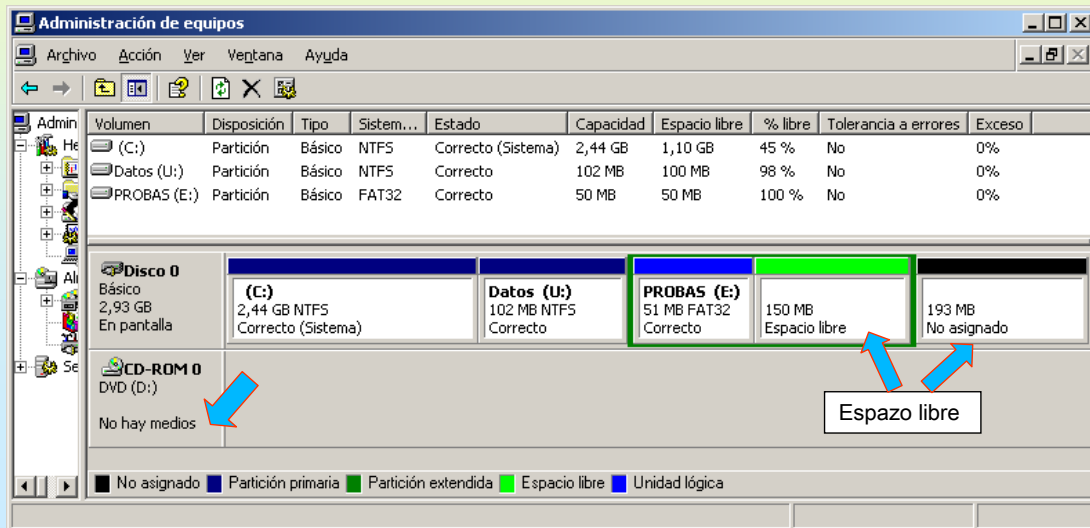 Administración de equipos
Archivo Acción Ver Ventana Ayuda
Admin
Volumen Disposición Tipo Sistem... Estado Capacidad Espacio libre % libre Tolerancia a errores Exceso
He
(C:) Partición Básico NTFS Correcto (Sistema) 2,44 GB 1,10 GB 45 % No 0%
Datos (U:) Partición Básico NTFS Correcto 102 MB 100 MB 98 % No 0%
PROBAS (E:) Partición Básico FAT32 Correcto 50 MB 50 MB 100 % No 0%
Al
Se
Disco 0
Básico
2,93 GB
En pantalla
(C:)
2,44 GB NTFS
Correcto (Sistema)
Datos (U:)
102 MB NTFS
Correcto
PROBAS (E:)
51 MB FAT32
Correcto
150 MB
Espacio libre
193 MB
No asignado
CD-ROM 0
DVD (D:)
No hay medios
Espazo libre
No asignado Partición primaria Partición extendida Espacio libre Unidad lógica